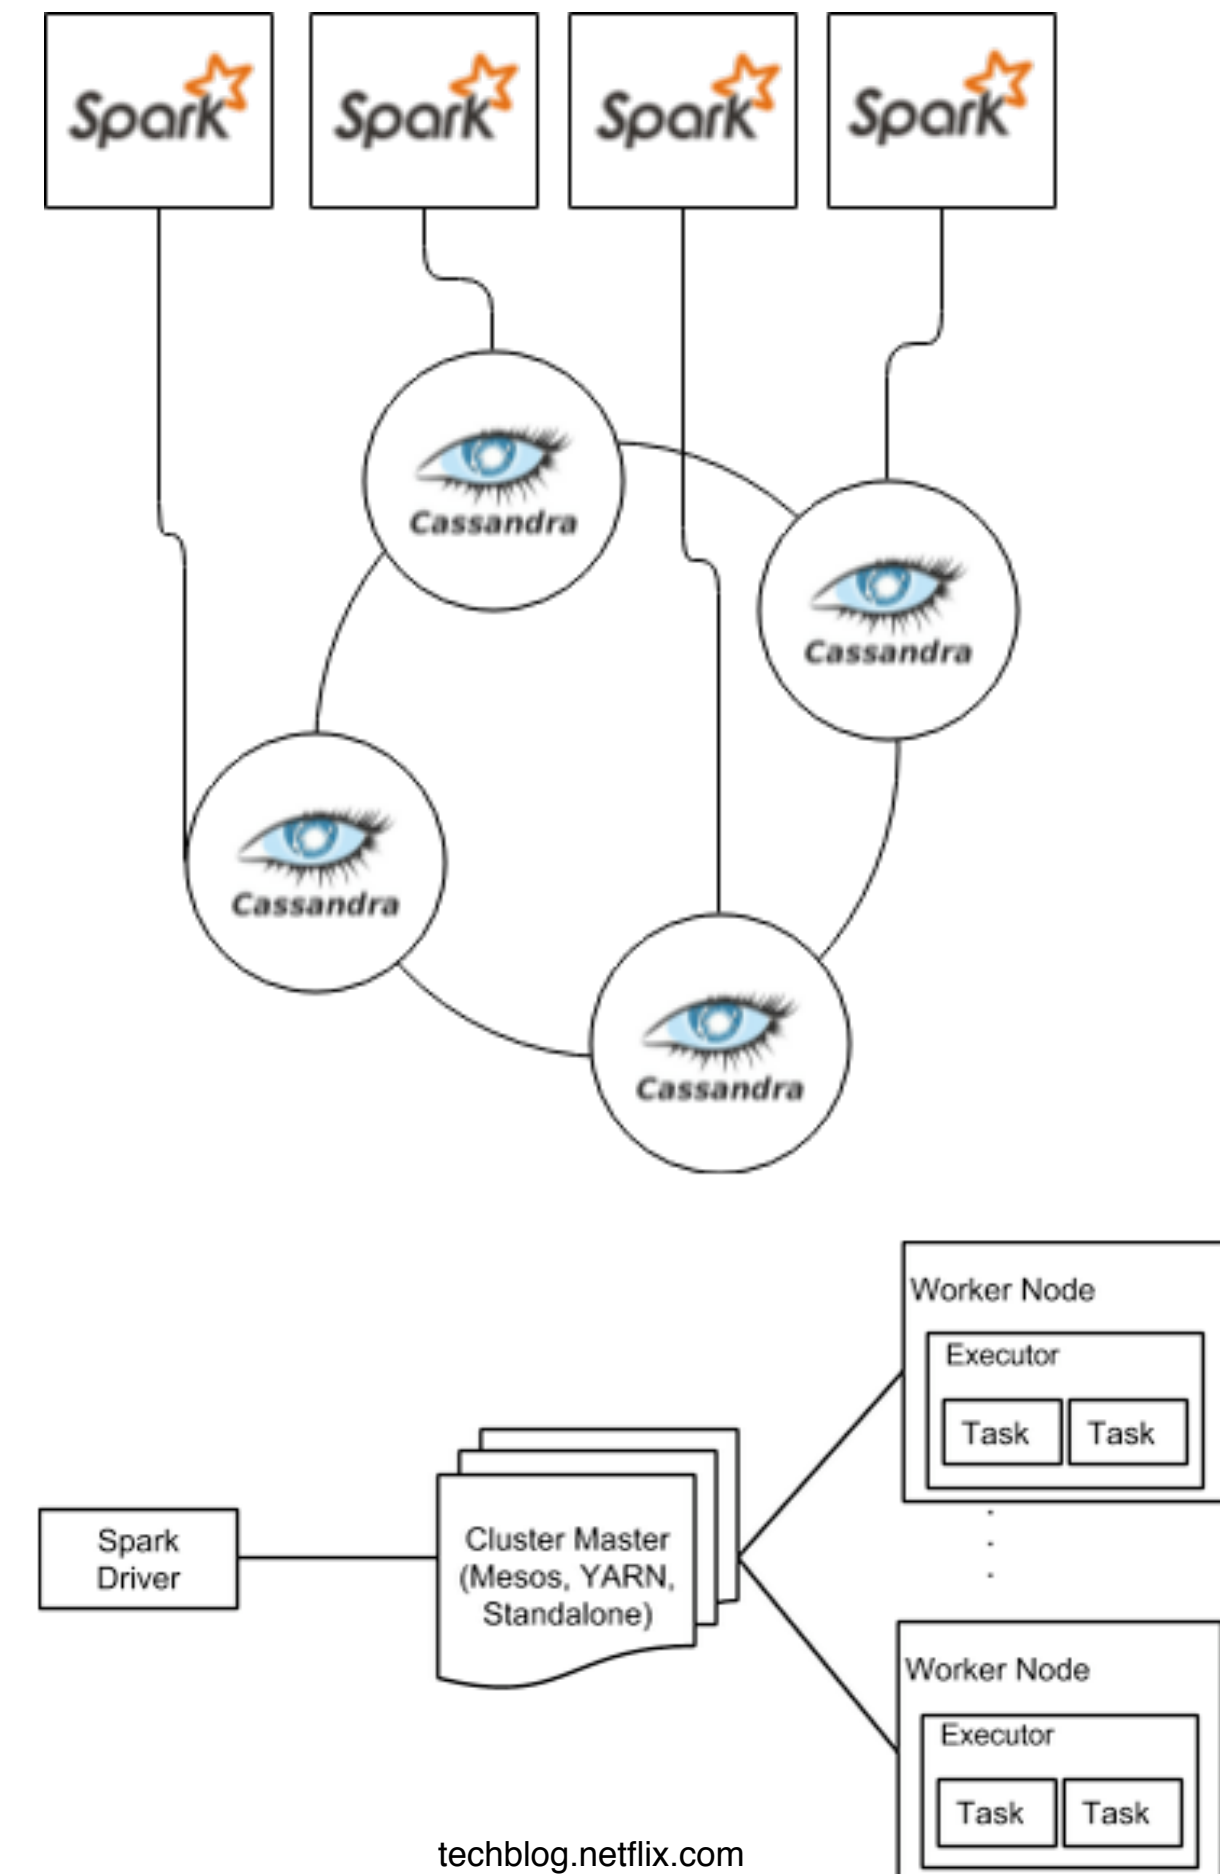 Spark
Spark
Spark
Spark
Cassandra
Cassandra
Cassandra
Cassandra
Worker Node
Executor
Task
Task
Spark
Driver
Cluster Master
(Mesos, YARN,
Standalone)
.
.
.
Worker Node
Executor
Task
Task
techblog.netflix.com